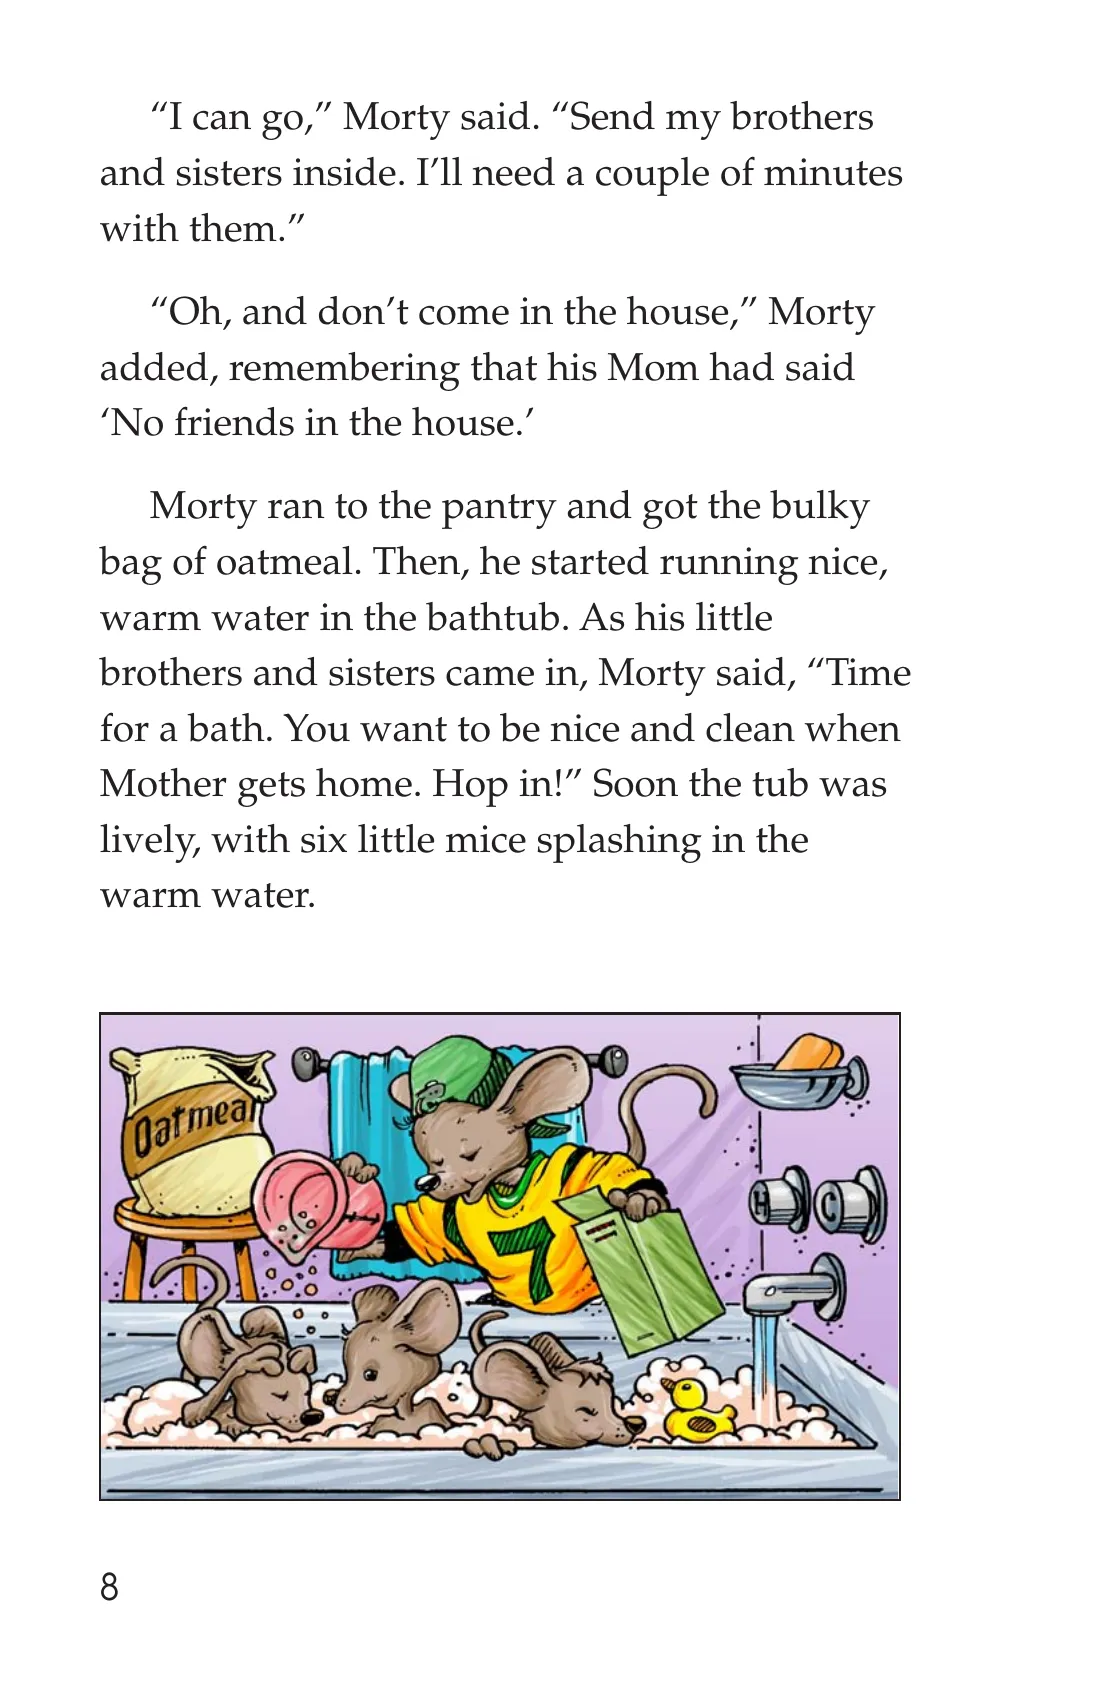 “I can go,” Morty said. “Send my brothers
and sisters inside. I’ll need a couple of minutes
with them.”
“Oh, and don’t come in the house,” Morty
added, remembering that his Mom had said
‘No friends in the house.’
Morty ran to the pantry and got the bulky
bag of oatmeal. Then, he started running nice,
warm water in the bathtub. As his little
brothers and sisters came in, Morty said, “Time
for a bath. You want to be nice and clean when
Mother gets home. Hop in!” Soon the tub was
lively, with six little mice splashing in the
warm water.
Oatmeal
7
H C
8